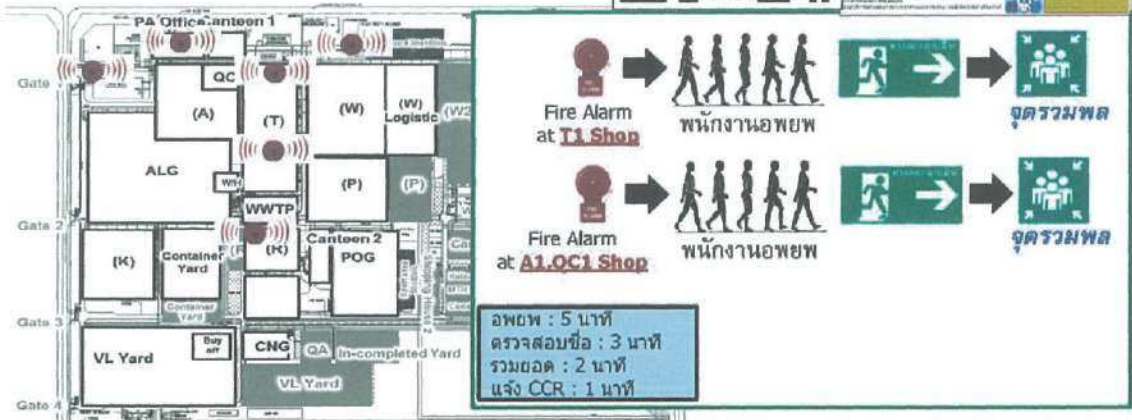 PA Office
Canteen 1
Gate 1
QC
(A)
(T)
(W)
(W)
Logistic
(W2
ALG
W/H
(P)
(P)
WWTP
Gate 2
(R)
Canteen 2
POG
(K)
Container
Yard
Container
Yard
Gate 3
VL Yard
Buy
off
CNG
QA
In-completed Yard
VL Yard
Gate 4
Fire Alarm
at T1 Shop
พนักงานอพยพ
จุดรวมพล
Fire Alarm
at A1.QC1 Shop
พนักงานอพยพ
จุดรวมพล
อพยพ : 5 นาที
ตรวจสอบชื่อ : 3 นาที
รวมยอด : 2 นาที
แจ้ง CCR : 1 นาที